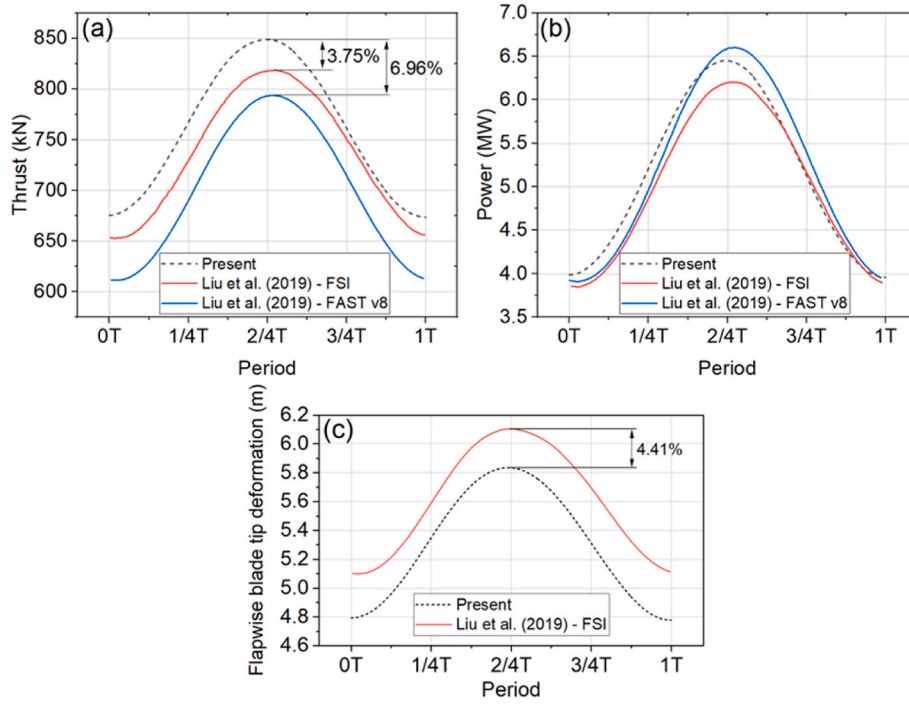 (a)
Thrust (kN)
850
800
750
700
650
600
3.75%
6.96%
Present
Liu et al. (2019) - FSI
Liu et al. (2019) - FAST v8
0T 1/4T 2/4T 3/4T 1T
Period
(b)
Power (MW)
7.0
6.5
6.0
5.5
5.0
4.5
4.0
3.5
Present
Liu et al. (2019) - FSI
Liu et al. (2019) - FAST v8
0T 1/4T 2/4T 3/4T 1T
Period
(c)
Flapwise blade tip deformation (m)
6.2
6.0
5.8
5.6
5.4
5.2
5.0
4.8
4.6
4.41%
Present
Liu et al. (2019) - FSI
0T 1/4T 2/4T 3/4T 1T
Period